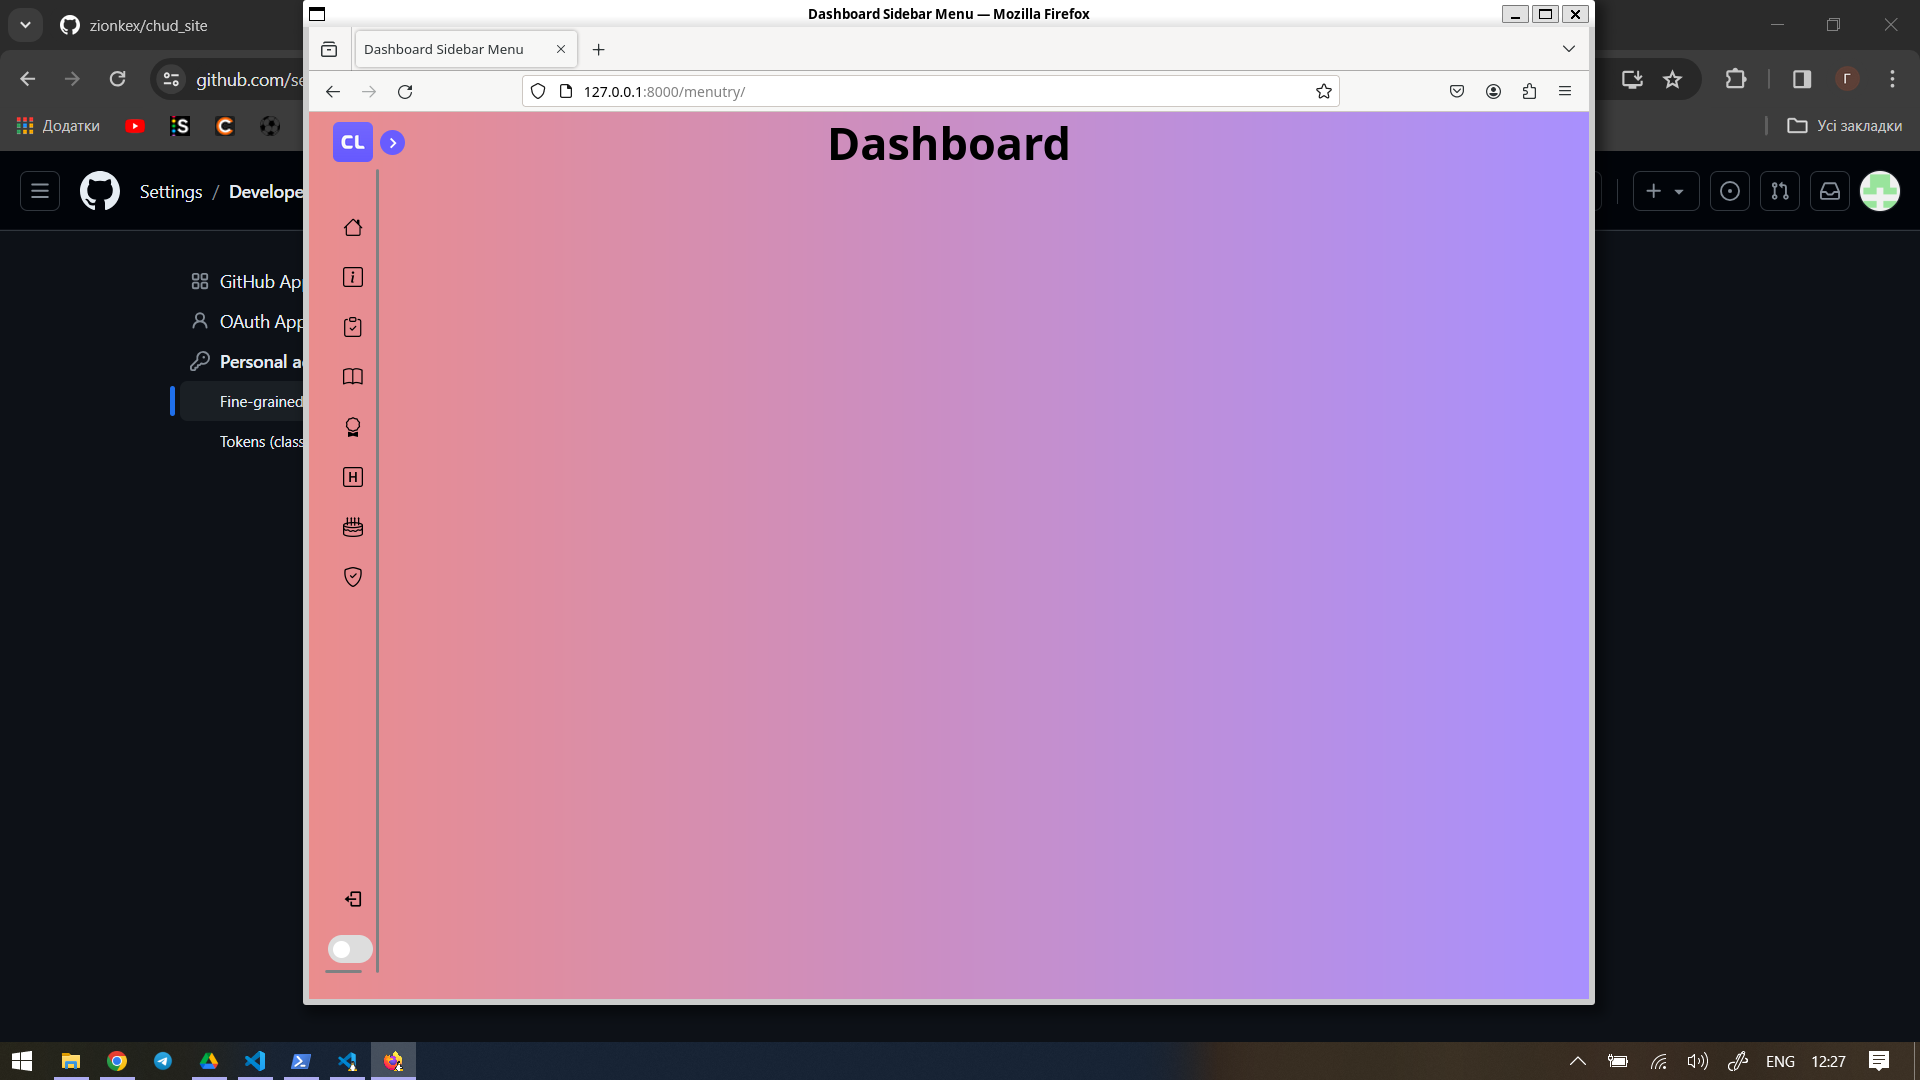 zionkex/chud_site
Dashboard Sidebar Menu — Mozilla Firefox
Dashboard Sidebar Menu
github.com/se
127.0.0.1:8000/menutry/
Г
Додатки
S
C
Усі закладки
CL
Dashboard
Settings / Develope
GitHub Ap
OAuth App
Personal a
Fine-grained
Tokens (class
i
H
ENG
12:27